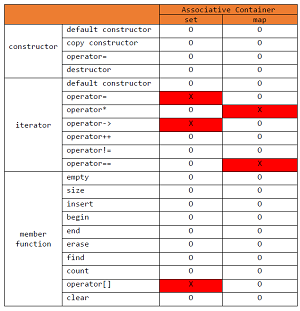 Associative Container
set map
constructor
default constructor O O
copy constructor O O
operator= O O
destructor O O
iterator
default constructor O O
operator= X O
operator* O X
operator-> X O
operator++ O O
operator!= O O
operator== O X
member function
empty O O
size O O
insert O O
begin O O
end O O
erase O O
find O O
count O O
operator[] X O
clear O O